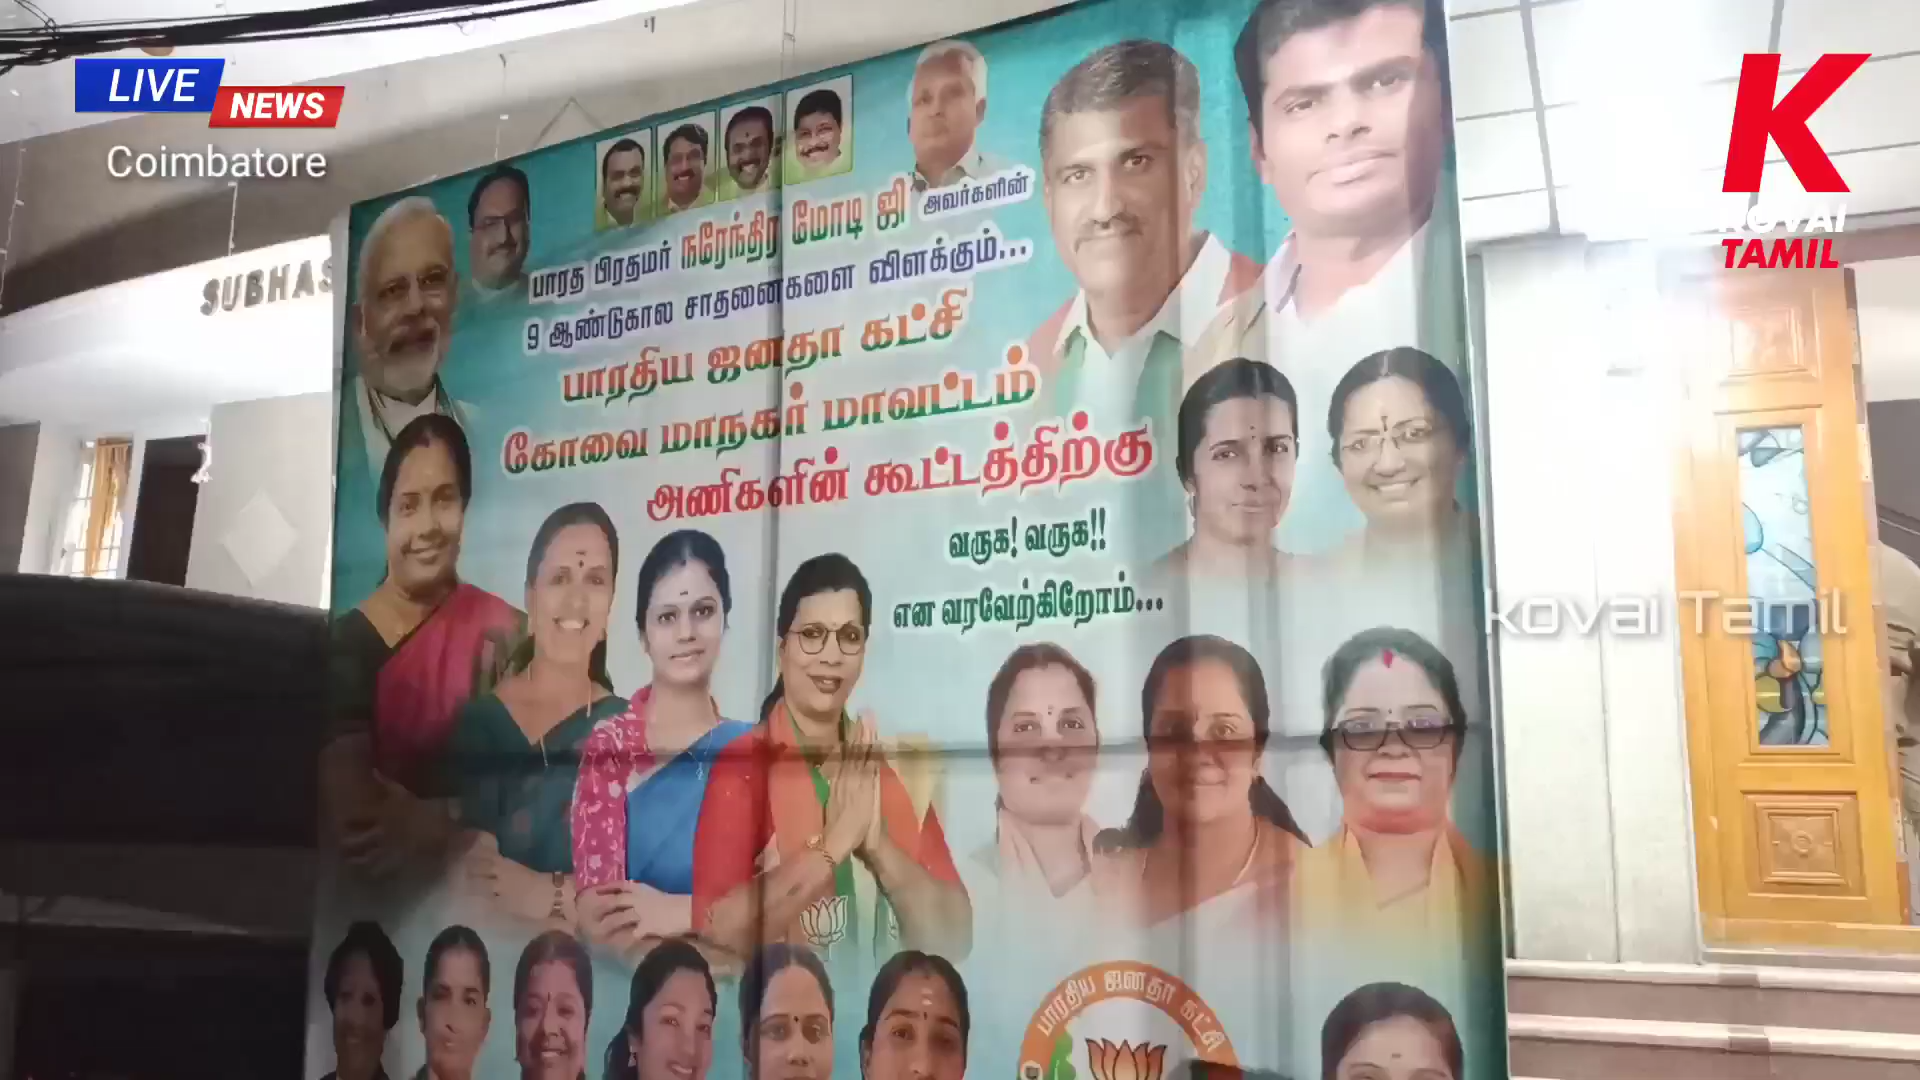 LIVE
NEWS
Coimbatore
K
KOVAI
TAMIL
SUBHAS
பாரத பிரதமர் நரேந்திர மோடி ஜி அவர்களின்
9 ஆண்டுகால சாதனைகளை விளக்கும்...
பாரதிய ஜனதா கட்சி
கோவை மாநகர் மாவட்டம்
அணிகளின் கூட்டத்திற்கு
வருக! வருக!!
என வரவேற்கிறோம்...
kovai Tamil
பாரதிய ஜனதா கட்சி